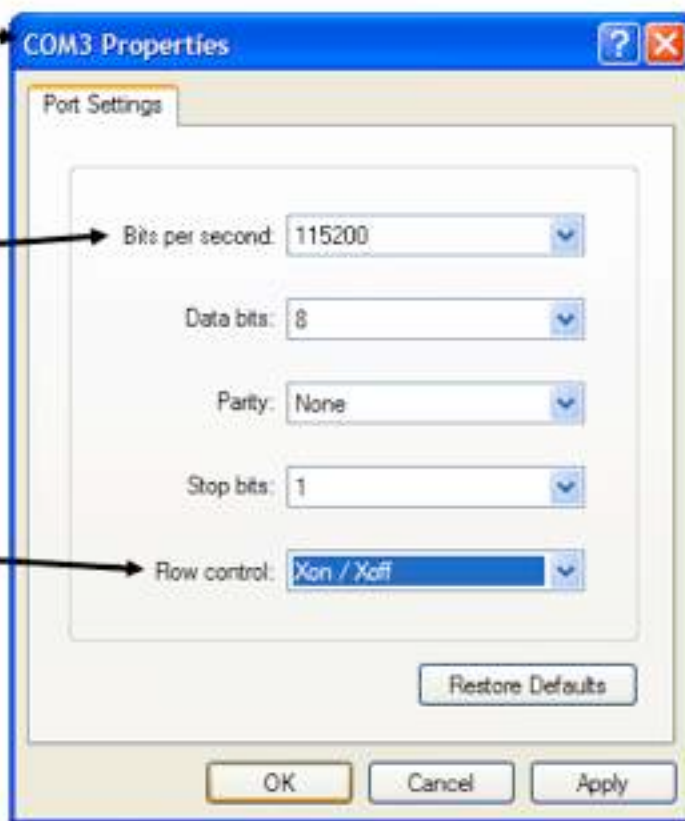 COM3 Properties
Port Settings
Bits per second: 115200
Data bits: 8
Parity: None
Stop bits: 1
Flow control: Xon / Xoff
Restore Defaults
OK Cancel Apply